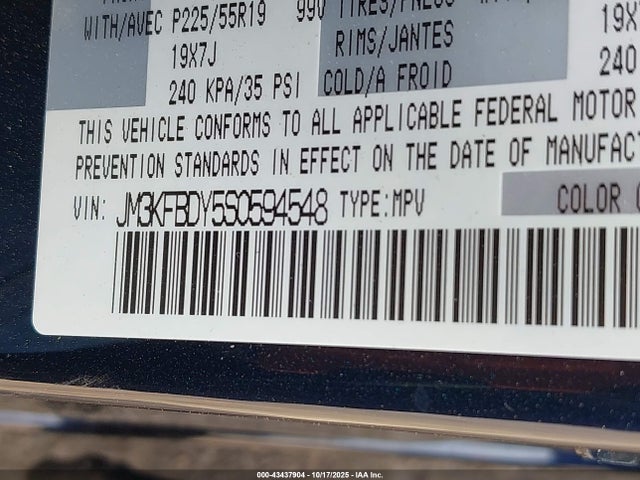 WITH/AVEC P225/55R19 99V TIRES/PNEUS
19X7J RIMS/JANTES 19X7
240 KPA/35 PSI COLD/A FROID 240
THIS VEHICLE CONFORMS TO ALL APPLICABLE FEDERAL MOTOR
PREVENTION STANDARDS IN EFFECT ON THE DATE OF MANUFACT
VIN: JM3KFBDY5S0594548 TYPE:MPV COLOR C
000-43437904 - 10/17/2025 - IAA Inc.